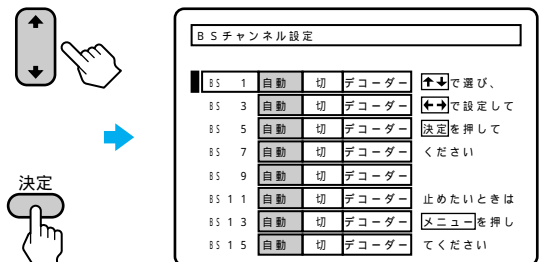 BSチャンネル設定
BS 1 自動 切 デコーダー ↑↓で選び、
BS 3 自動 切 デコーダー ←→で設定して
BS 5 自動 切 デコーダー 決定を押して
BS 7 自動 切 デコーダー ください
BS 9 自動 切 デコーダー
BS11 自動 切 デコーダー 止めたいときは
BS13 自動 切 デコーダー メニューを押し
BS15 自動 切 デコーダー てください
決定